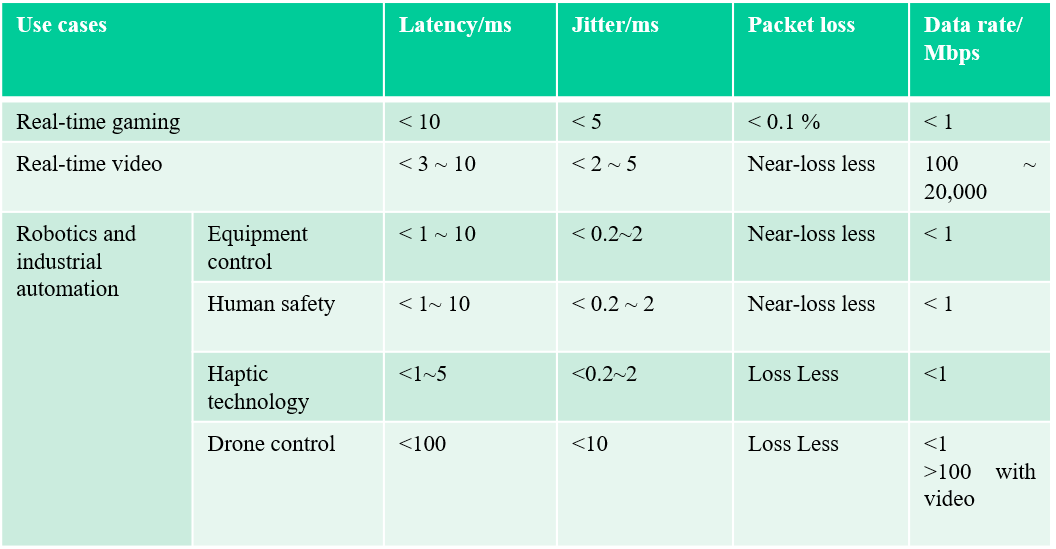 Use cases Latency/ms Jitter/ms Packet loss Data rate/
Mbps
Real-time gaming < 10 < 5 < 0.1 % < 1
Real-time video < 3 ~ 10 < 2 ~ 5 Near-loss less 100 ~
20,000
Robotics and Equipment < 1 ~ 10 < 0.2~2 Near-loss less < 1
industrial control
automation
Human safety < 1~ 10 < 0.2 ~ 2 Near-loss less < 1
Haptic <1~5 <0.2~2 Loss Less <1
technology
Drone control <100 <10 Loss Less <1
>100 with
video